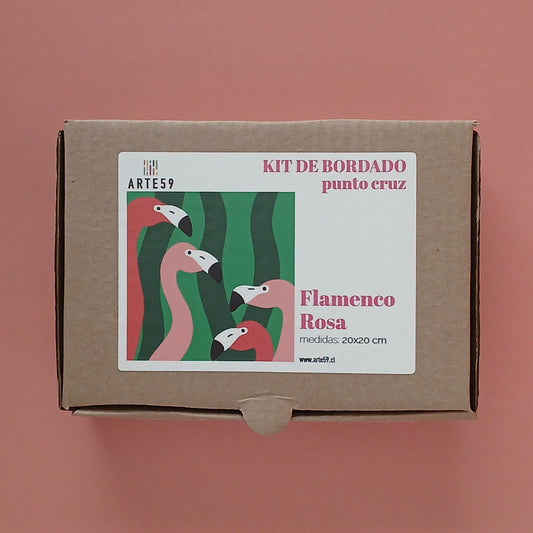 ARTE59
KIT DE BORDADO
punto cruz
Flamenco
Rosa
medidas: 20x20 cm
www.arte59.cl